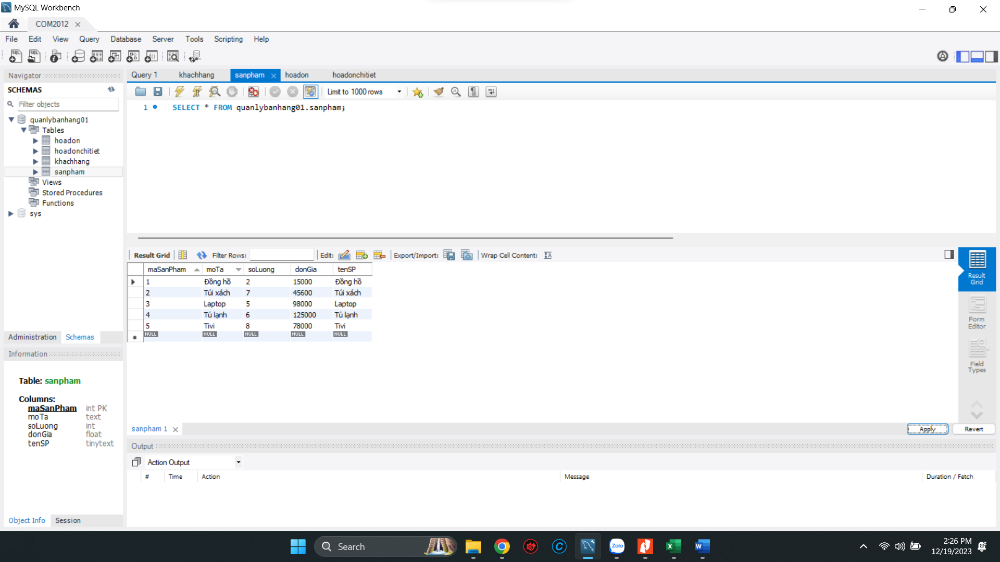 MySQL Workbench
COM2012
File Edit View Query Database Server Tools Scripting Help
Navigator
SCHEMAS
Filter objects
quanlybanhang01
Tables
hoadon
hoadonchitiet
khachhang
sanpham
Views
Stored Procedures
Functions
sys
Administration Schemas
Information
Table: sanpham
Columns:
maSanPham int PK
moTa text
soLuong int
donGia float
tenSP tinytext
Object Info Session
Query 1 khachhang sanpham hoadon hoadonchitiet
Limit to 1000 rows
1 SELECT * FROM quanlybanhang01.sanpham;
Result Grid Filter Rows: Edit: Export/Import: Wrap Cell Content:
maSanPham moTa soLuong donGia tenSP
1 Đồng hồ 2 15000 Đồng hồ
2 Túi xách 7 45600 Túi xách
3 Laptop 5 98000 Laptop
4 Tủ lạnh 6 125000 Tủ lạnh
5 Tivi 8 78000 Tivi
NULL NULL NULL NULL NULL
Result
Grid
Form
Editor
Field
Types
sanpham 1
Apply Revert
Output
Action Output
# Time Action Message Duration / Fetch
Search
Zalo
2:26 PM
12/19/2023